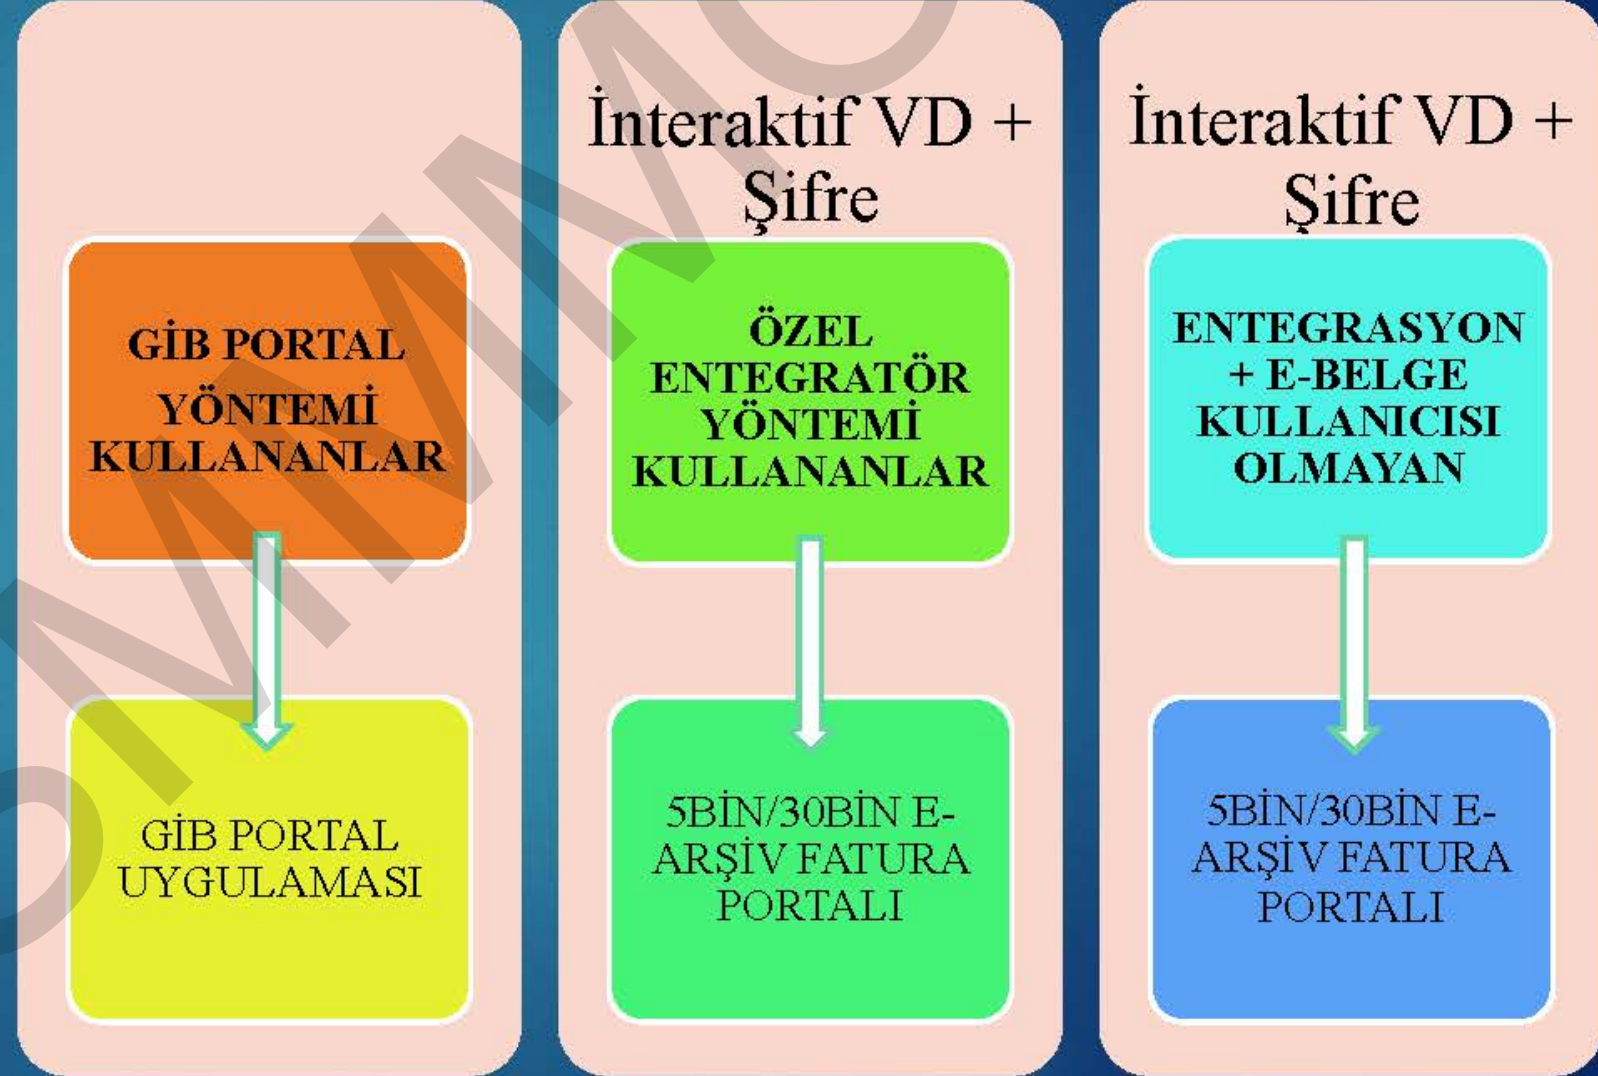 GİB PORTAL
YÖNTEMİ
KULLANANLAR
GİB PORTAL
UYGULAMASI
İnteraktif VD +
Şifre
ÖZEL
ENTEGRATÖR
YÖNTEMİ
KULLANANLAR
5BİN/30BİN E-
ARŞİV FATURA
PORTALI
İnteraktif VD +
Şifre
ENTEGRASYON
+ E-BELGE
KULLANICISI
OLMAYAN
5BİN/30BİN E-
ARŞİV FATURA
PORTALI